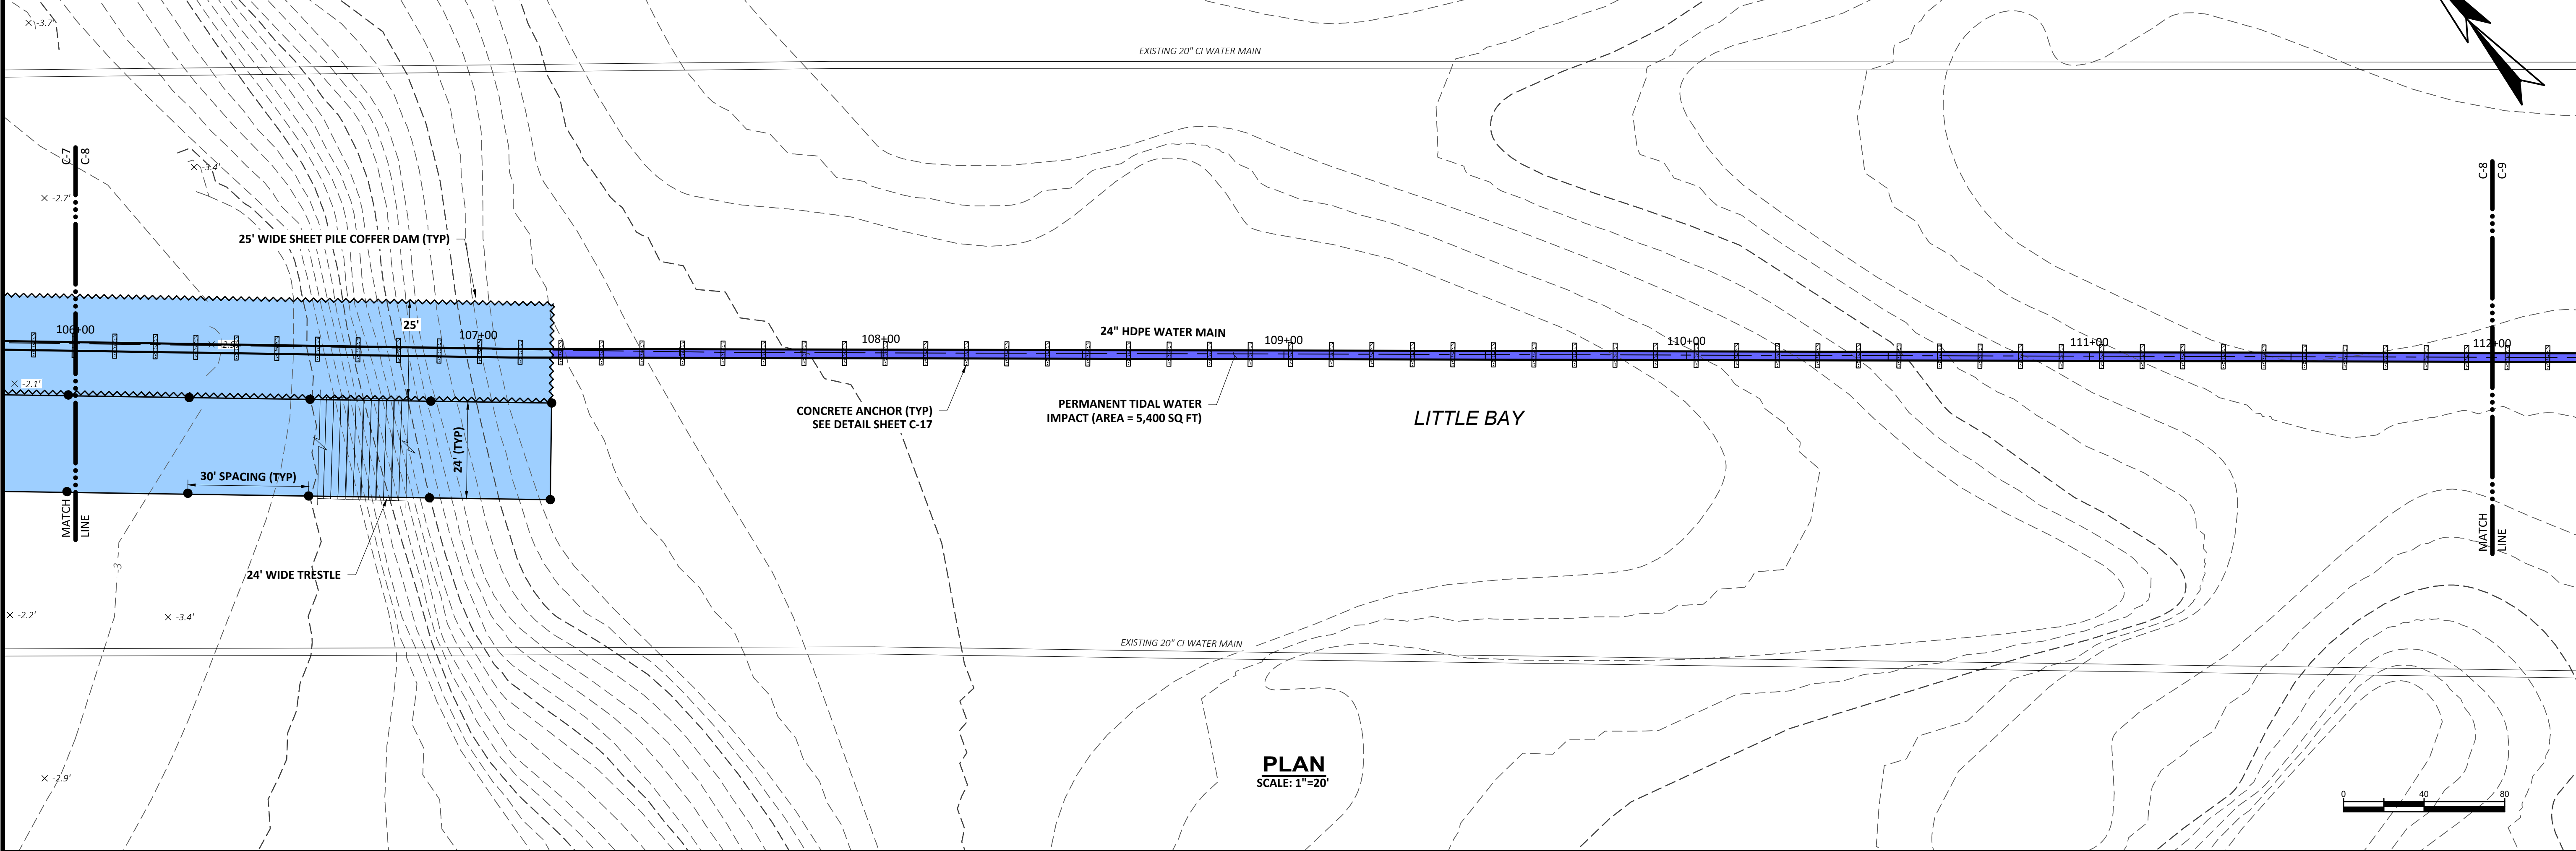 -3.7'
EXISTING 20" CI WATER MAIN
C-7
C-8
C-8
C-9
-3.4'
-2.7'
25' WIDE SHEET PILE COFFER DAM (TYP)
25'
106+00
107+00
108+00
24" HDPE WATER MAIN
109+00
110+00
111+00
112+00
-2.1'
CONCRETE ANCHOR (TYP)
SEE DETAIL SHEET C-17
PERMANENT TIDAL WATER
IMPACT (AREA = 5,400 SQ FT)
LITTLE BAY
24' (TYP)
30' SPACING (TYP)
MATCH
LINE
MATCH
LINE
-3
24' WIDE TRESTLE
-2.2'
-3.4'
EXISTING 20" CI WATER MAIN
-2.9'
PLAN
SCALE: 1"=20'
0 40 80